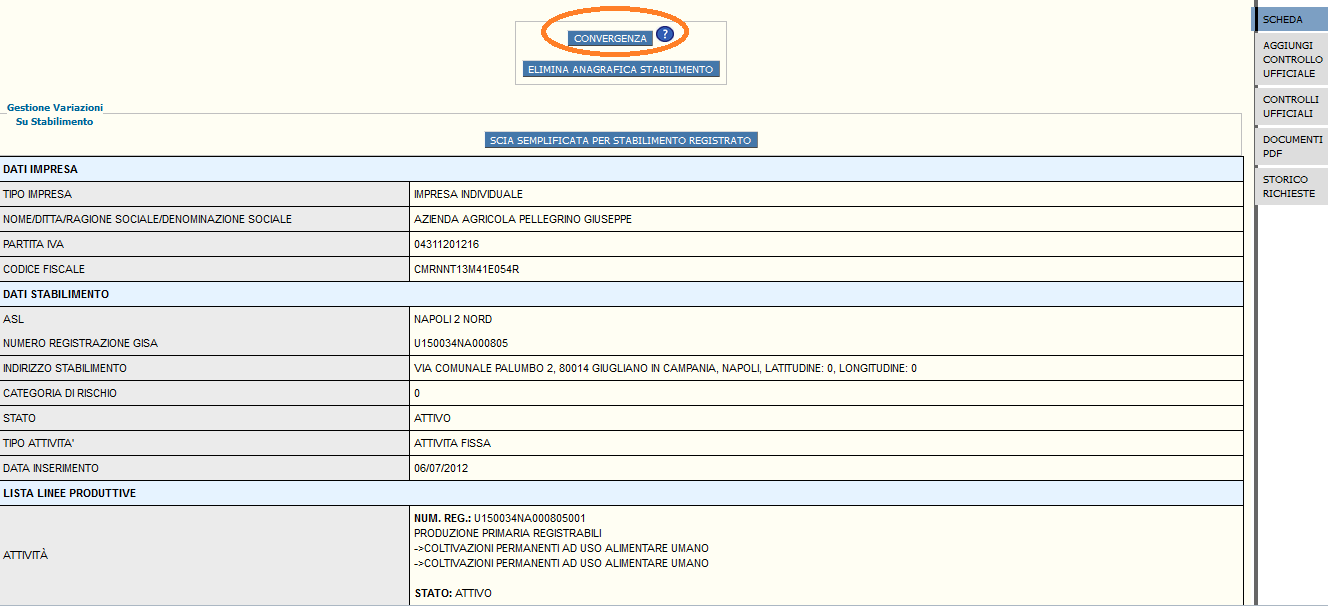 CONVERGENZA ?
ELIMINA ANAGRAFICA STABILIMENTO
Gestione Variazioni
Su Stabilimento
SCIA SEMPLIFICATA PER STABILIMENTO REGISTRATO
DATI IMPRESA
TIPO IMPRESA IMPRESA INDIVIDUALE
NOME/DITTA/RAGIONE SOCIALE/DENOMINAZIONE SOCIALE AZIENDA AGRICOLA PELLEGRINO GIUSEPPE
PARTITA IVA 04311201216
CODICE FISCALE CMRNNT13M41E054R
DATI STABILIMENTO
ASL NAPOLI 2 NORD
NUMERO REGISTRAZIONE GISA U150034NA000805
INDIRIZZO STABILIMENTO VIA COMUNALE PALUMBO 2, 80014 GIUGLIANO IN CAMPANIA, NAPOLI, LATITUDINE: 0, LONGITUDINE: 0
CATEGORIA DI RISCHIO 0
STATO ATTIVO
TIPO ATTIVITA' ATTIVITA FISSA
DATA INSERIMENTO 06/07/2012
LISTA LINEE PRODUTTIVE
ATTIVITÀ
NUM. REG.: U150034NA000805001
PRODUZIONE PRIMARIA REGISTRABILI
->COLTIVAZIONI PERMANENTI AD USO ALIMENTARE UMANO
->COLTIVAZIONI PERMANENTI AD USO ALIMENTARE UMANO
STATO: ATTIVO
SCHEDA
AGGIUNGI
CONTROLLO
UFFICIALE
CONTROLLI
UFFICIALI
DOCUMENTI
PDF
STORICO
RICHIESTE